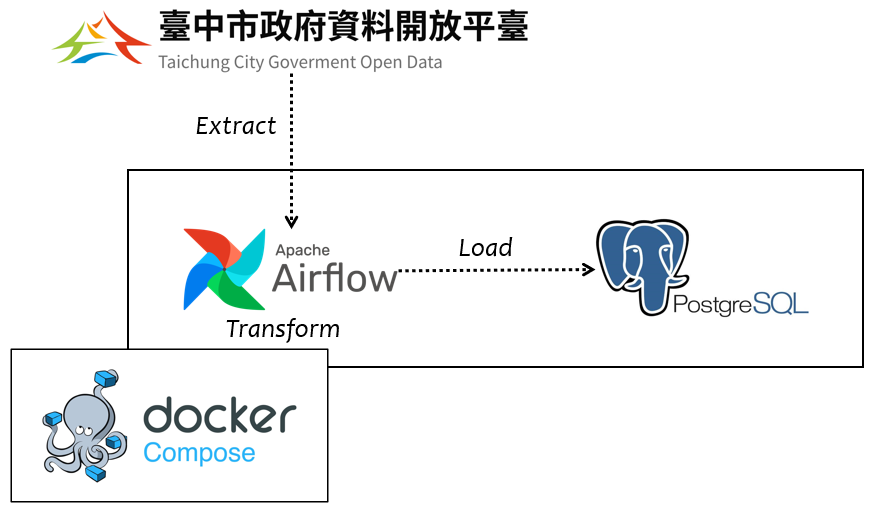 臺中市政府資料開放平臺
Taichung City Goverment Open Data
Extract
Apache
Airflow
Load
PostgreSQL
Transform
docker
Compose